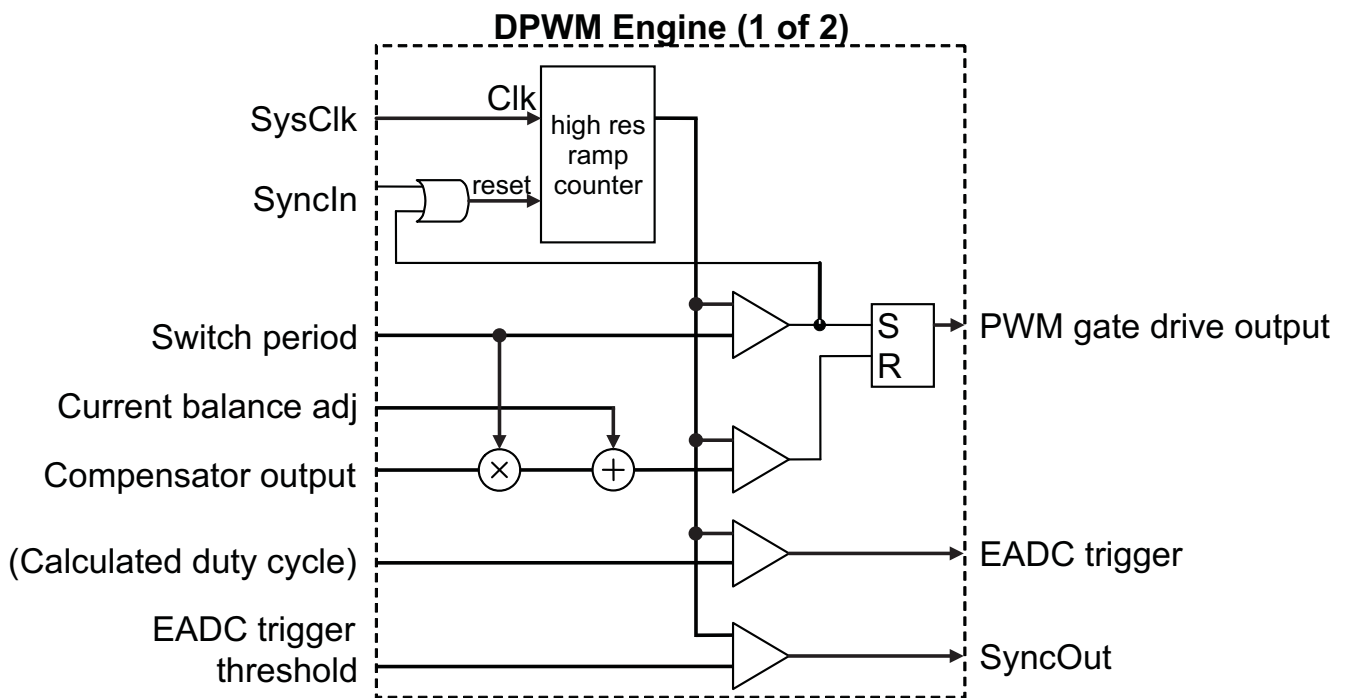 DPWM Engine (1 of 2)
SysClk
Clk
high res
ramp
counter
SyncIn
reset
Switch period
S
R
PWM gate drive output
Current balance adj
Compensator output
×
+
(Calculated duty cycle)
EADC trigger
EADC trigger
threshold
SyncOut